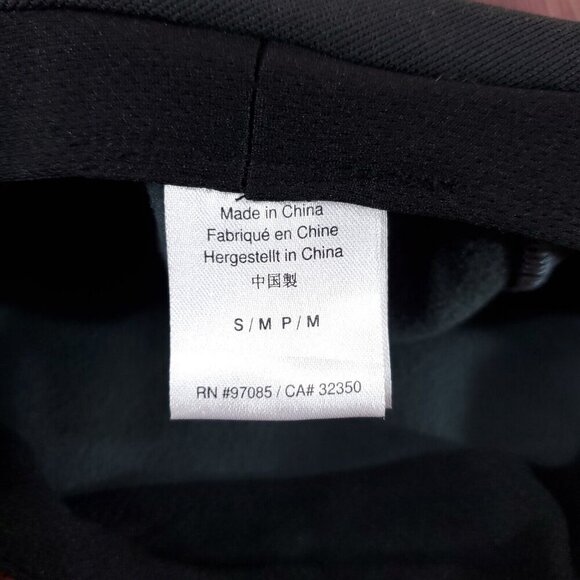 Made in China
Fabriqué en Chine
Hergestellt in China
中国製
S / M P / M
RN #97085 / CA# 32350